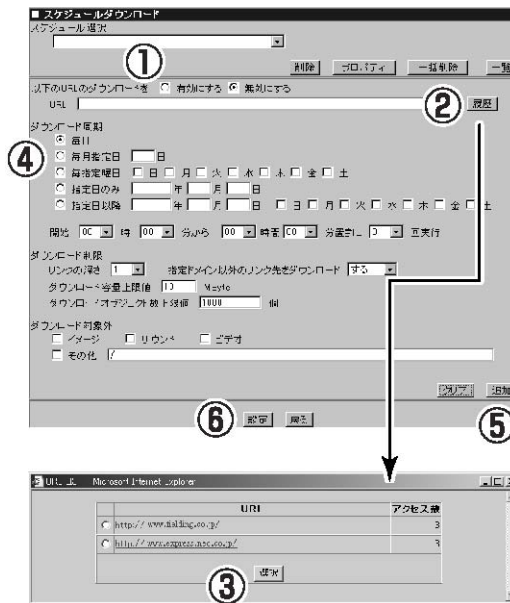 ■ スケジュールダウンロード
スケジュール選択
①
削除 プロパティ 一括削除 一覧
以下のURLのダウンロードを 有効にする 無効にする
URL ② 履歴
ダウンロード周期
④ 毎日
毎月指定日 日
毎指定曜日 日 月 火 水 木 金 土
指定日のみ 年 月 日
指定日以降 年 月 日 日 月 火 水 木 金 土
開始 00 時 00 分から 00 時間 00 分毎に 0 回実行
ダウンロード制限
リンクの深さ 1 指定ドメイン以外のリンク先をダウンロード する
ダウンロード容量上限値 10 Mbyte
ダウンロードオブジェクト数上限値 1000 個
ダウンロード対象外
イメージ サウンド ビデオ
その他 /
クリア 追加
⑤
⑥ 設定 戻る
Microsoft Internet Explorer
URL アクセス数
http://www.fielding.co.jp/ 3
http://www.express.nec.co.jp/ 3
③ 選択